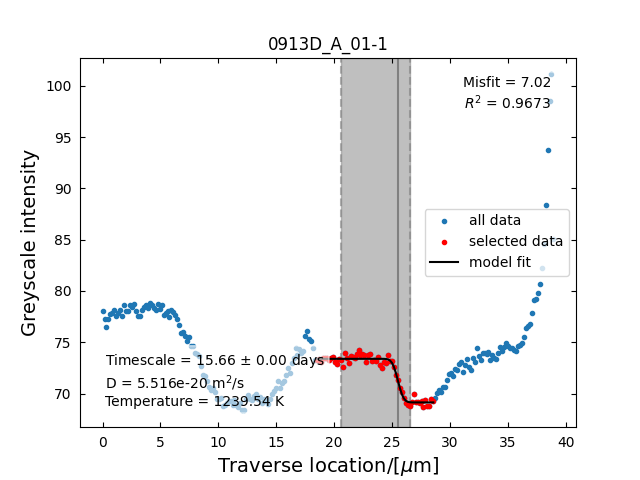 0913D_A_01-1
Misfit = 7.02
R² = 0.9673
100
95
90
85
80
75
70
Greyscale intensity
all data
selected data
model fit
Timescale = 15.66 ± 0.00 days
D = 5.516e-20 m²/s
Temperature = 1239.54 K
0 5 10 15 20 25 30 35 40
Traverse location/[μm]